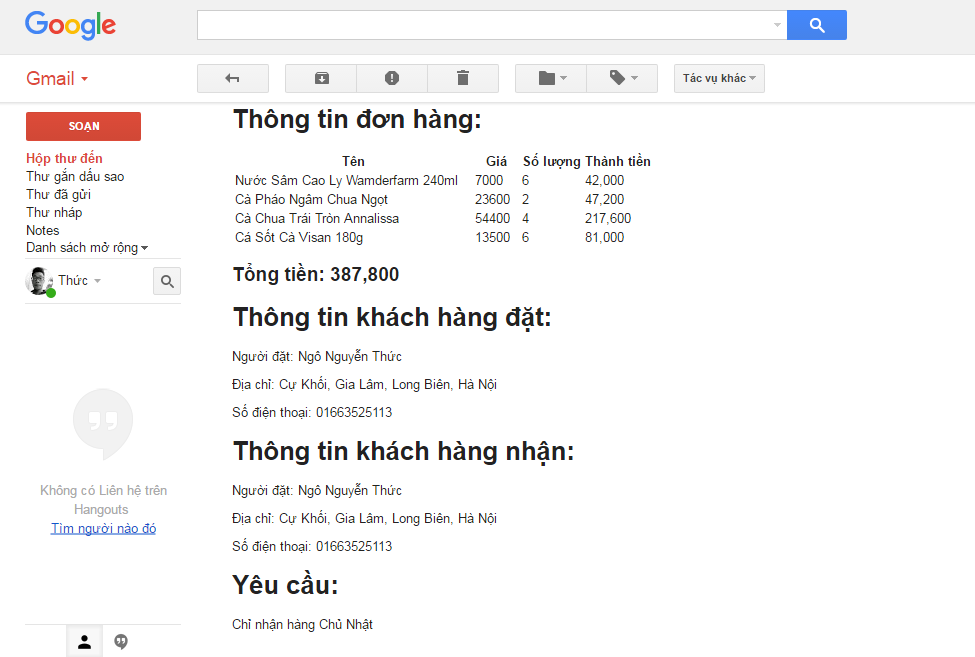 Google
Gmail
Tác vụ khác
SOẠN
Hộp thư đến
Thư gắn dấu sao
Thư đã gửi
Thư nháp
Notes
Danh sách mở rộng
Thức
Không có Liên hệ trên
Hangouts
Tìm người nào đó
Thông tin đơn hàng:
Tên Giá Số lượng Thành tiền
Nước Sâm Cao Ly Wamderfarm 240ml 7000 6 42,000
Cà Pháo Ngâm Chua Ngọt 23600 2 47,200
Cà Chua Trái Tròn Annalissa 54400 4 217,600
Cá Sốt Cà Visan 180g 13500 6 81,000
Tổng tiền: 387,800
Thông tin khách hàng đặt:
Người đặt: Ngô Nguyễn Thức
Địa chỉ: Cự Khối, Gia Lâm, Long Biên, Hà Nội
Số điện thoại: 01663525113
Thông tin khách hàng nhận:
Người đặt: Ngô Nguyễn Thức
Địa chỉ: Cự Khối, Gia Lâm, Long Biên, Hà Nội
Số điện thoại: 01663525113
Yêu cầu:
Chỉ nhận hàng Chủ Nhật